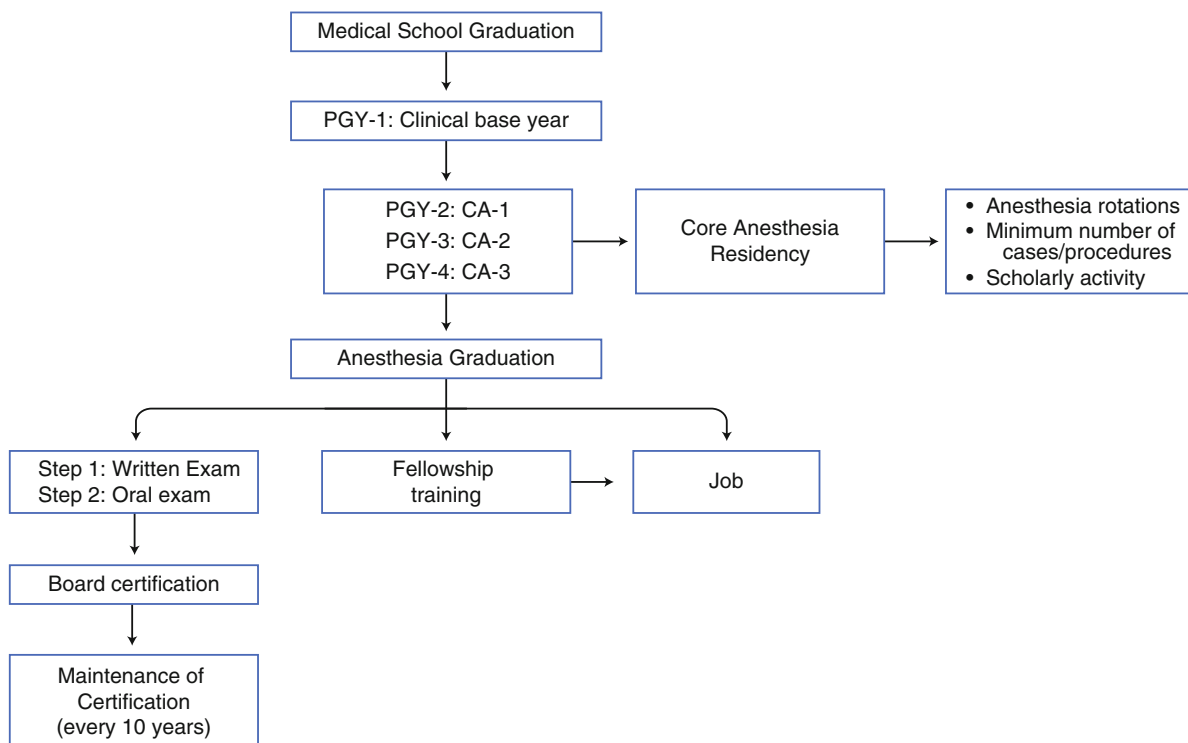 Medical School Graduation
PGY-1: Clinical base year
PGY-2: CA-1
PGY-3: CA-2
PGY-4: CA-3
Core Anesthesia
Residency
• Anesthesia rotations
• Minimum number of
cases/procedures
• Scholarly activity
Anesthesia Graduation
Step 1: Written Exam
Step 2: Oral exam
Fellowship
training
Job
Board certification
Maintenance of
Certification
(every 10 years)